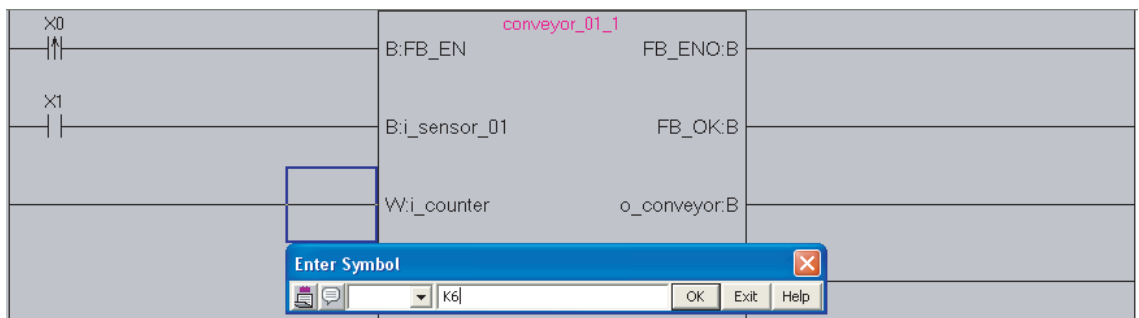 X0
conveyor_01_1
B:FB_EN FB_ENO:B
X1
B:i_sensor_01 FB_OK:B
W:i_counter o_conveyor:B
Enter Symbol
K6 OK Exit Help